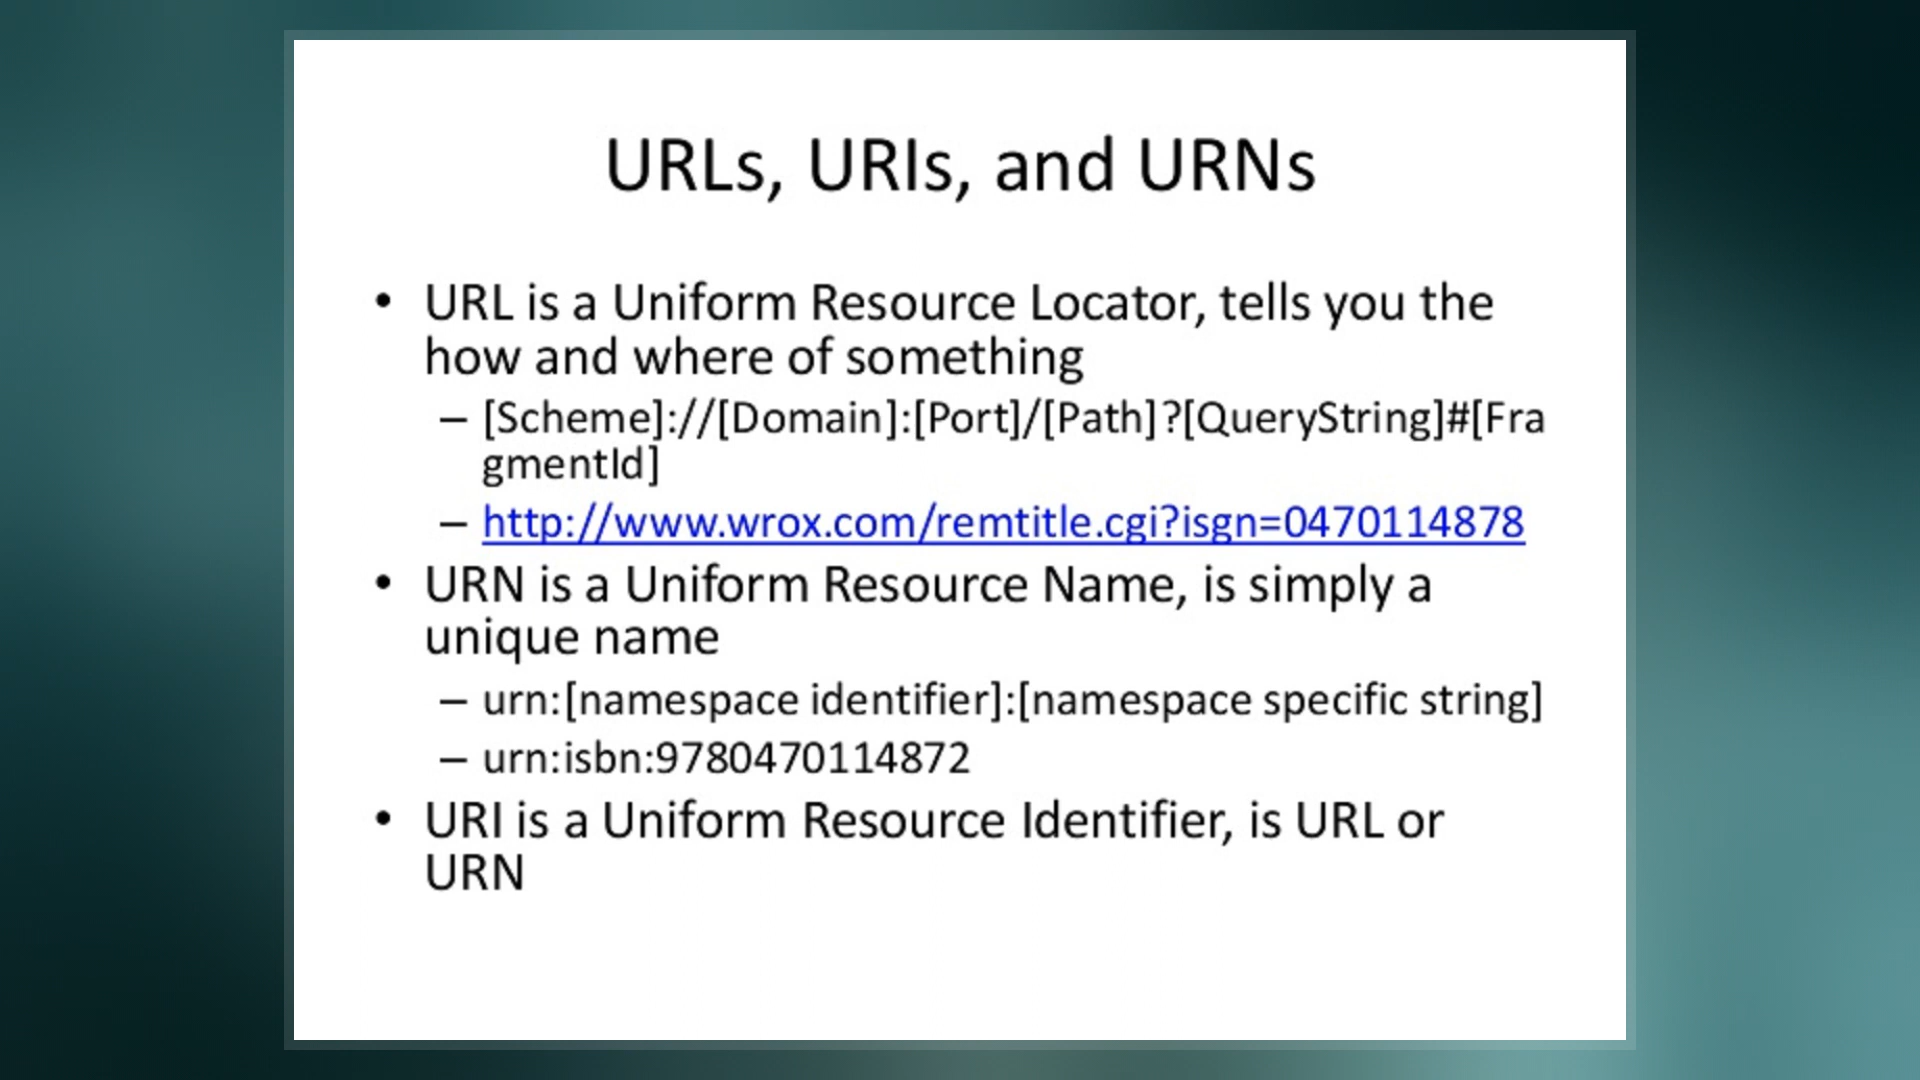 URLs, URIs, and URNs
• URL is a Uniform Resource Locator, tells you the
how and where of something
– [Scheme]://[Domain]:[Port]/[Path]?[QueryString]#[Fra
gmentId]
– http://www.wrox.com/remtitle.cgi?isgn=0470114878
• URN is a Uniform Resource Name, is simply a
unique name
– urn:[namespace identifier]:[namespace specific string]
– urn:isbn:9780470114872
• URI is a Uniform Resource Identifier, is URL or
URN